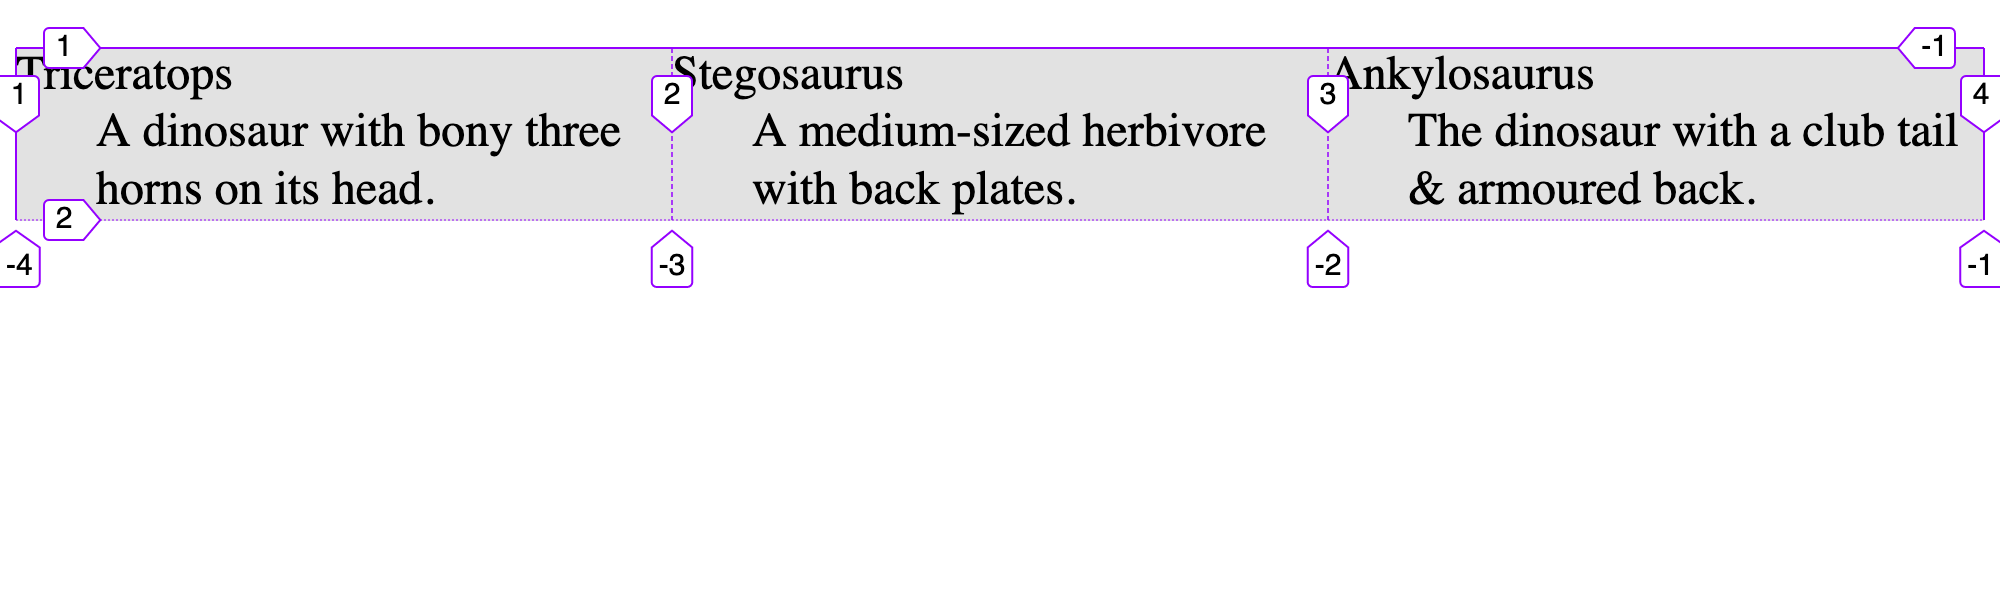 1
-1
Triceratops
Stegosaurus
Ankylosaurus
1
2
3
4
A dinosaur with bony three
horns on its head.
A medium-sized herbivore
with back plates.
The dinosaur with a club tail
& armoured back.
2
-4
-3
-2
-1